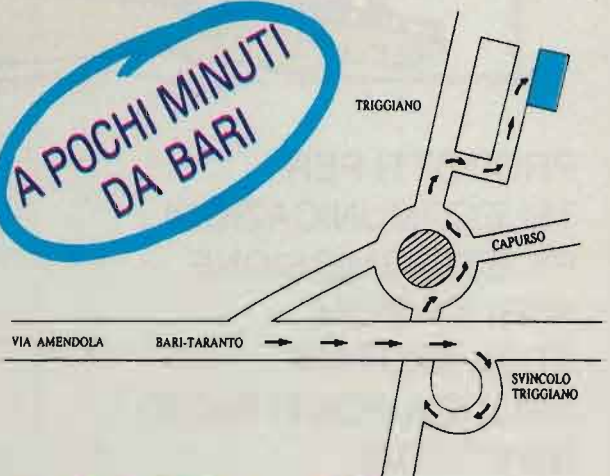 A POCHI MINUTI
DA BARI
TRIGGIANO
CAPURSO
VIA AMENDOLA
BARI-TARANTO
SVINCOLO
TRIGGIANO